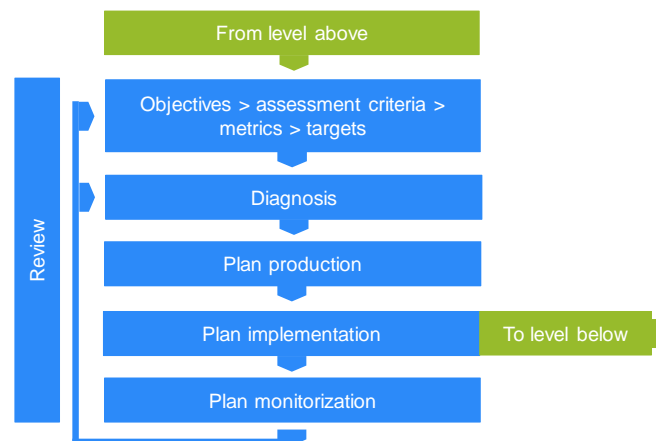 From level above
Objectives > assessment criteria >
metrics > targets
Diagnosis
Review
Plan production
Plan implementation
To level below
Plan monitorization